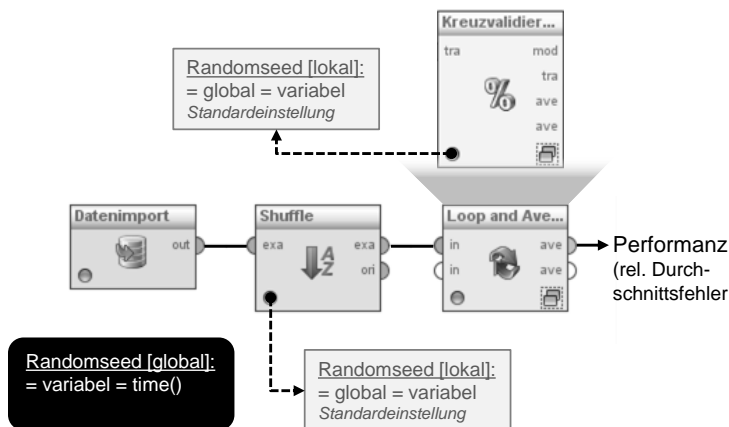 Kreuzvalidier...
tra
mod
tra
ave
ave
Randomseed [lokal]:
= global = variabel
Standardeinstellung
Datenimport
out
Shuffle
exa
exa
ori
Loop and Ave...
in
ave
in
ave
Performanz
(rel. Durch-
schnittsfehler
Randomseed [global]:
= variabel = time()
Randomseed [lokal]:
= global = variabel
Standardeinstellung